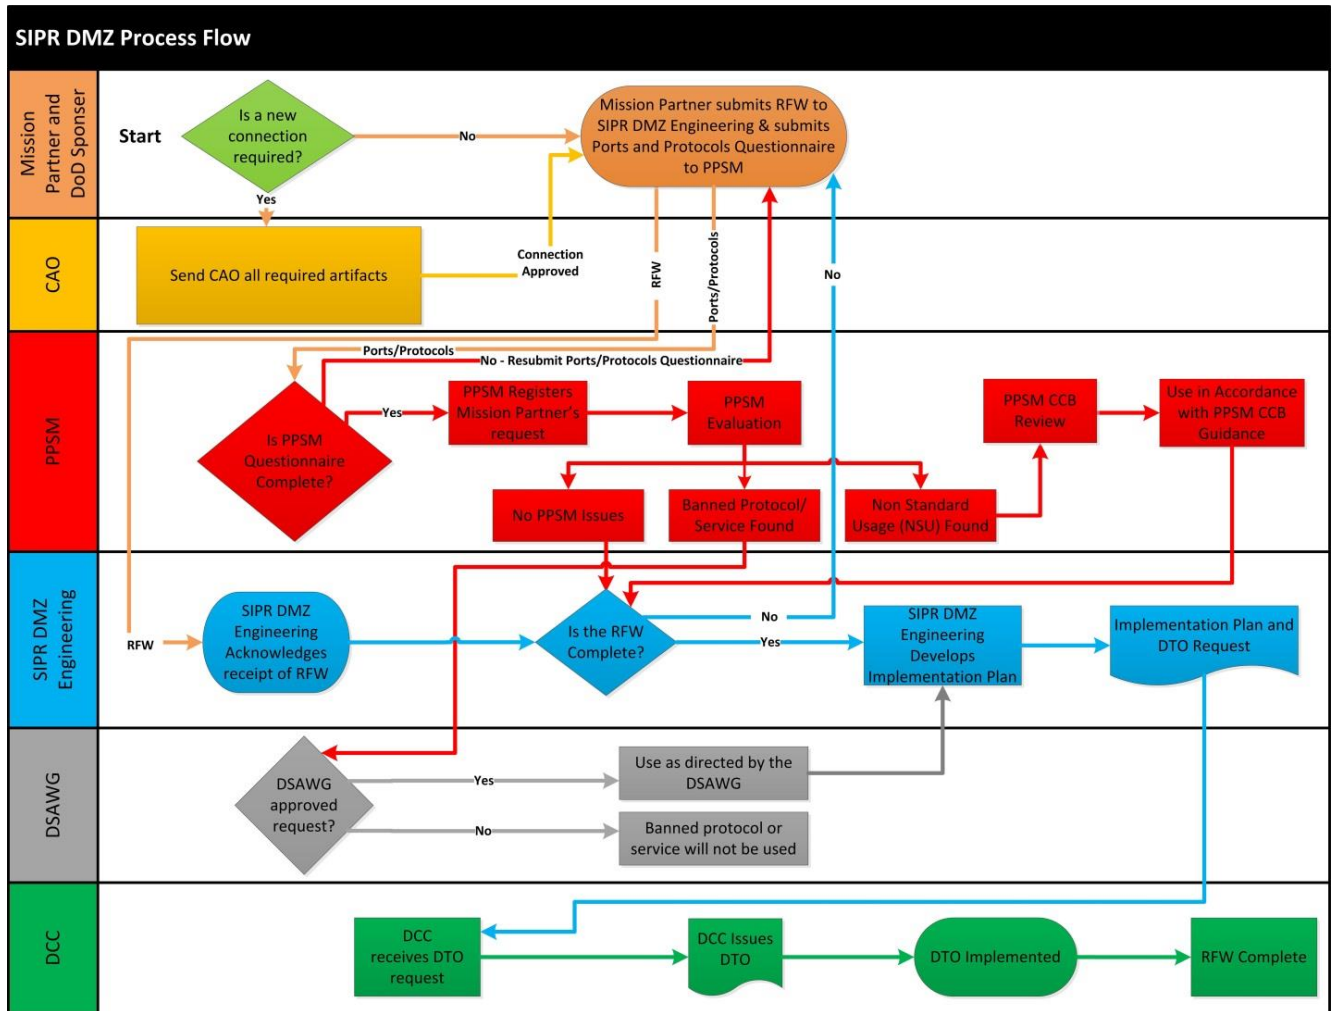 SIPR DMZ Process Flow
Mission
Partner and
DoD Sponser
Start
Is a new
connection
required?
No
Mission Partner submits RFW to
SIPR DMZ Engineering & submits
Ports and Protocols Questionnaire
to PPSM
Yes
CAO
Send CAO all required artifacts
Connection
Approved
RFW
Ports/Protocols
No
PPSM
Ports/Protocols
No - Resubmit Ports/Protocols Questionnaire
Is PPSM
Questionnaire
Complete?
Yes
PPSM Registers
Mission Partner's
request
PPSM
Evaluation
PPSM CCB
Review
Use in Accordance
with PPSM CCB
Guidance
No PPSM Issues
Banned Protocol/
Service Found
Non Standard
Usage (NSU) Found
SIPR DMZ
Engineering
RFW
SIPR DMZ
Engineering
Acknowledges
receipt of RFW
Is the RFW
Complete?
No
Yes
SIPR DMZ
Engineering
Develops
Implementation Plan
Implementation Plan and
DTO Request
DSAWG
DSAWG
approved
request?
Yes
Use as directed by the
DSAWG
No
Banned protocol or
service will not be used
DCC
DCC
receives DTO
request
DCC Issues
DTO
DTO Implemented
RFW Complete